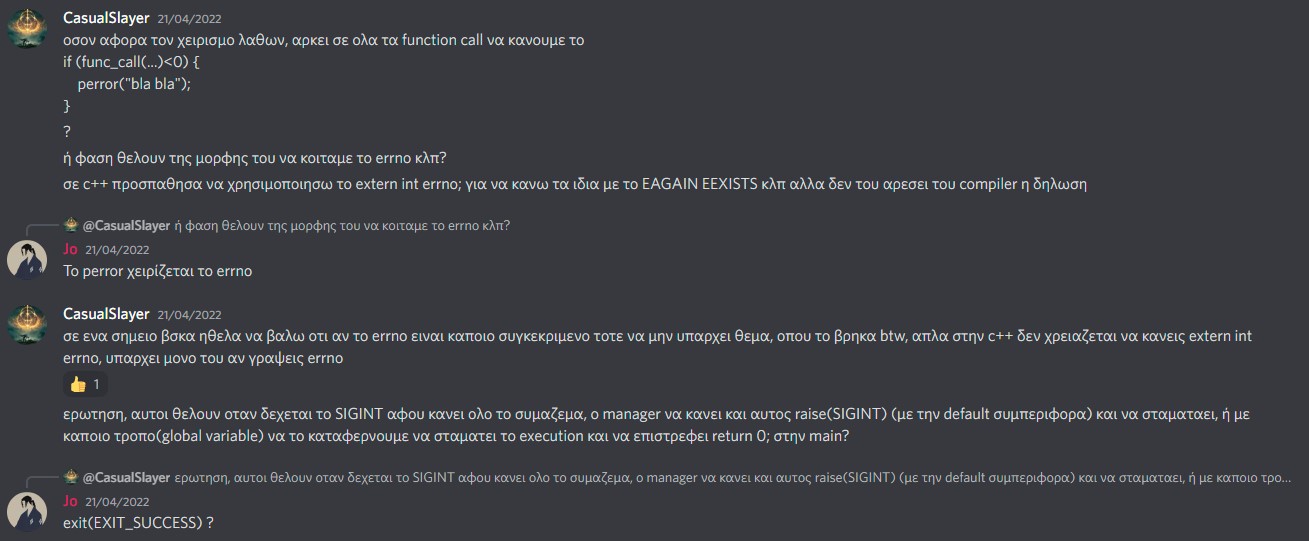 CasualSlayer 21/04/2022
οσον αφορα τον χειρισμο λαθων, αρκει σε ολα τα function call να κανουμε το
if (func_call(...)<0) {
perror("bla bla");
}
?
ή φαση θελουν της μορφης του να κοιταμε το errno κλπ?
σε c++ προσπαθησα να χρησιμοποιησω το extern int errno; για να κανω τα ιδια με το EAGAIN EEXISTS κλπ αλλα δεν του αρεσει του compiler η δηλωση
@CasualSlayer ή φαση θελουν της μορφης του να κοιταμε το errno κλπ?
Jo 21/04/2022
Το perror χειρίζεται το errno
CasualSlayer 21/04/2022
σε ενα σημειο βσκα ηθελα να βαλω οτι αν το errno ειναι καποιο συγκεκριμενο τοτε να μην υπαρχει θεμα, οπου το βρηκα btw, απλα στην c++ δεν χρειαζεται να κανεις extern int
errno, υπαρχει μονο του αν γραψεις errno
👍 1
ερωτηση, αυτοι θελουν οταν δεχεται το SIGINT αφου κανει ολο το συμαζεμα, ο manager να κανει και αυτος raise(SIGINT) (με την default συμπεριφορα) και να σταματαει, ή με
καποιο τροπο(global variable) να το καταφερνουμε να σταματει το execution και να επιστρεφει return 0; στην main?
@CasualSlayer ερωτηση, αυτοι θελουν οταν δεχεται το SIGINT αφου κανει ολο το συμαζεμα, ο manager να κανει και αυτος raise(SIGINT) (με την default συμπεριφορα) και να σταματαει, ή με καποιο τρο...
Jo 21/04/2022
exit(EXIT_SUCCESS) ?